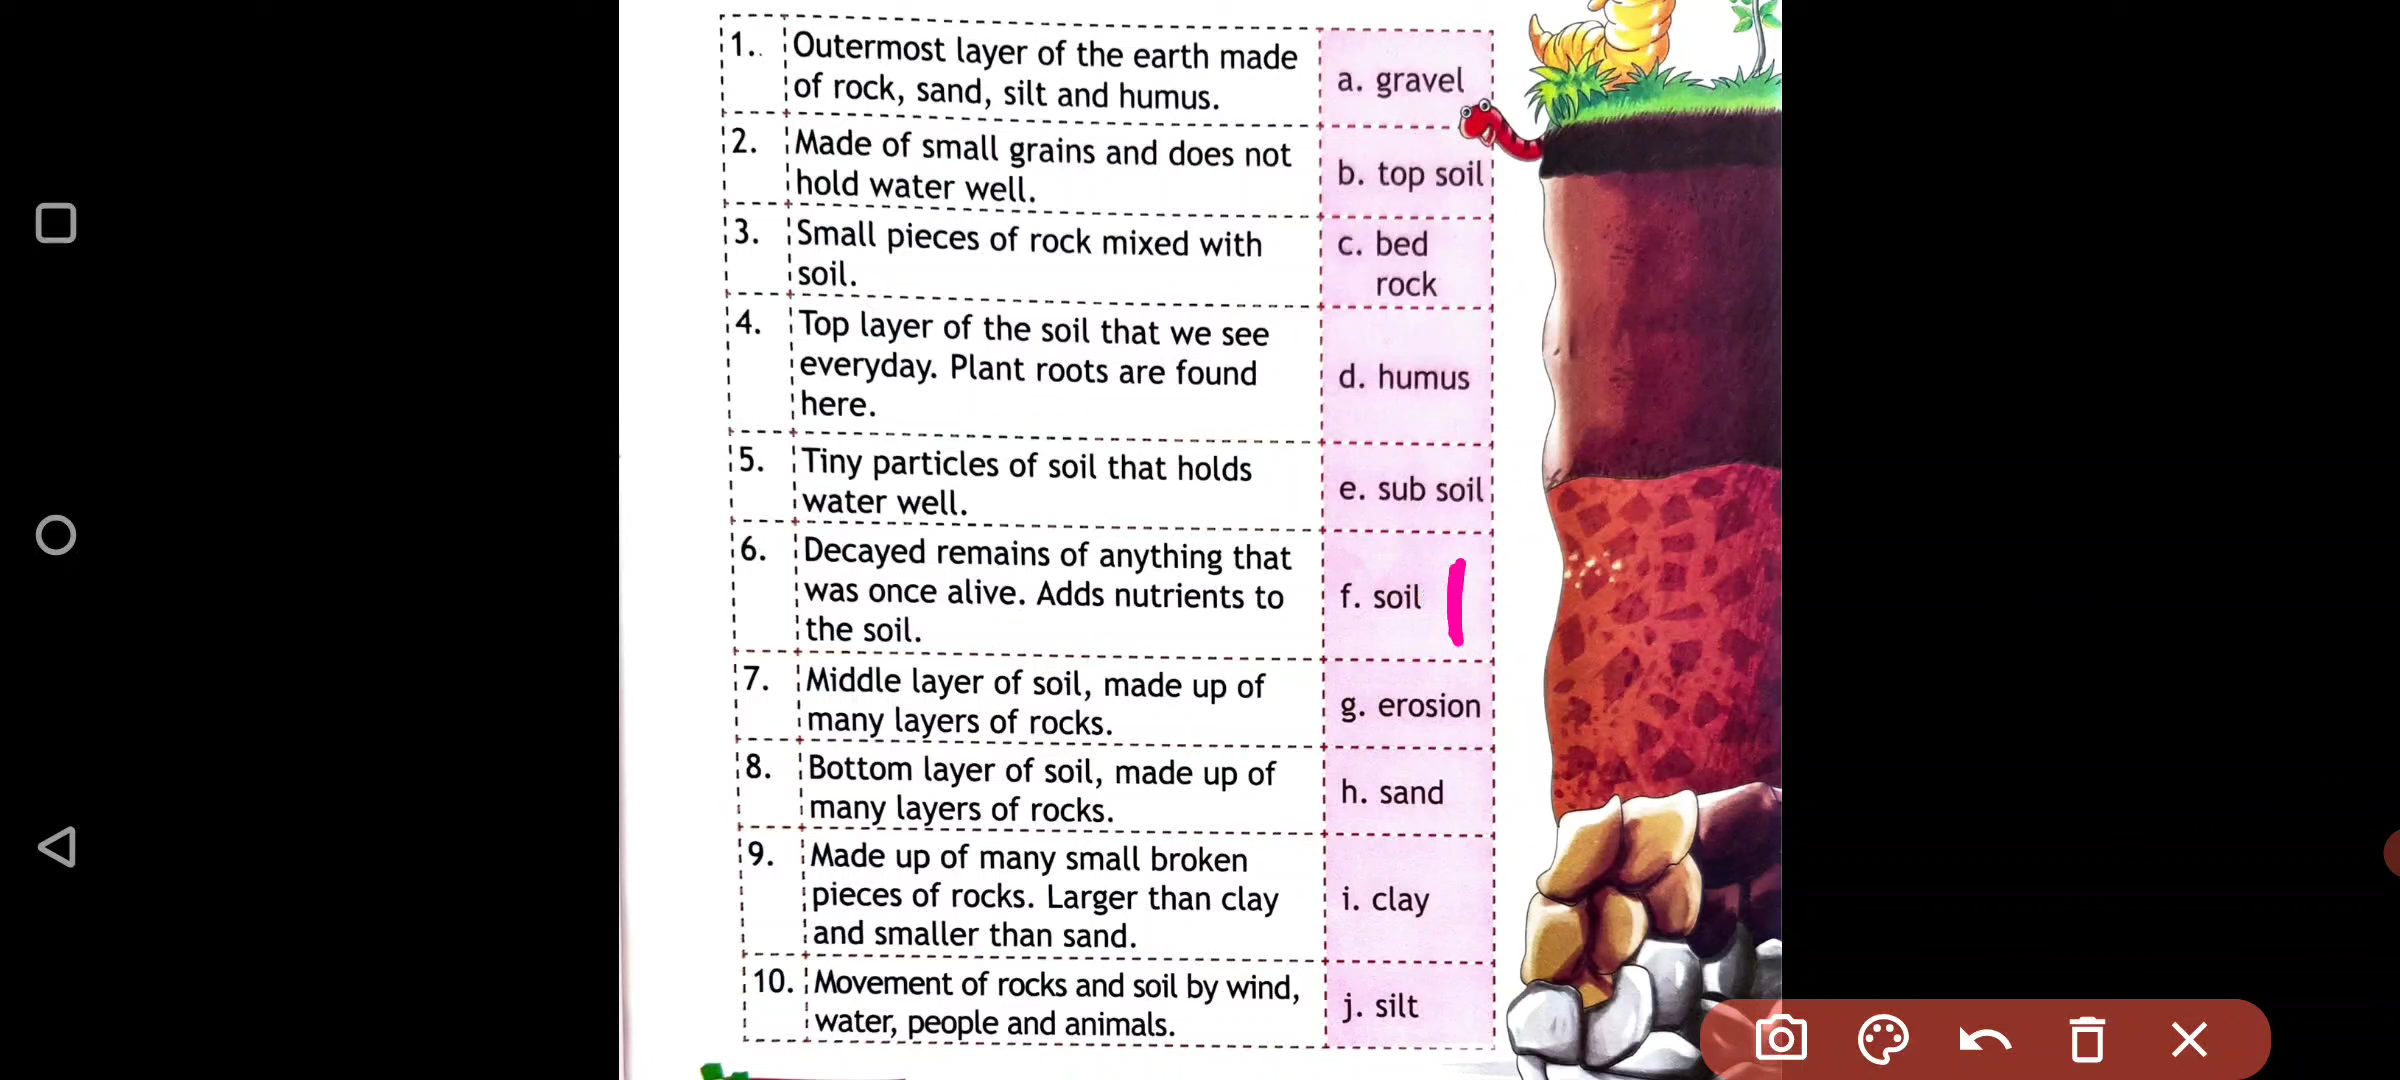 1.. Outermost layer of the earth made
of rock, sand, silt and humus.
a. gravel
2. Made of small grains and does not
hold water well.
b. top soil
3. Small pieces of rock mixed with
soil.
c. bed
rock
4. Top layer of the soil that we see
everyday. Plant roots are found
here.
d. humus
5. Tiny particles of soil that holds
water well.
e. sub soil
6. Decayed remains of anything that
was once alive. Adds nutrients to
the soil.
f. soil
7. Middle layer of soil, made up of
many layers of rocks.
g. erosion
8. Bottom layer of soil, made up of
many layers of rocks.
h. sand
9. Made up of many small broken
pieces of rocks. Larger than clay
and smaller than sand.
i. clay
10. Movement of rocks and soil by wind,
water, people and animals.
j. silt